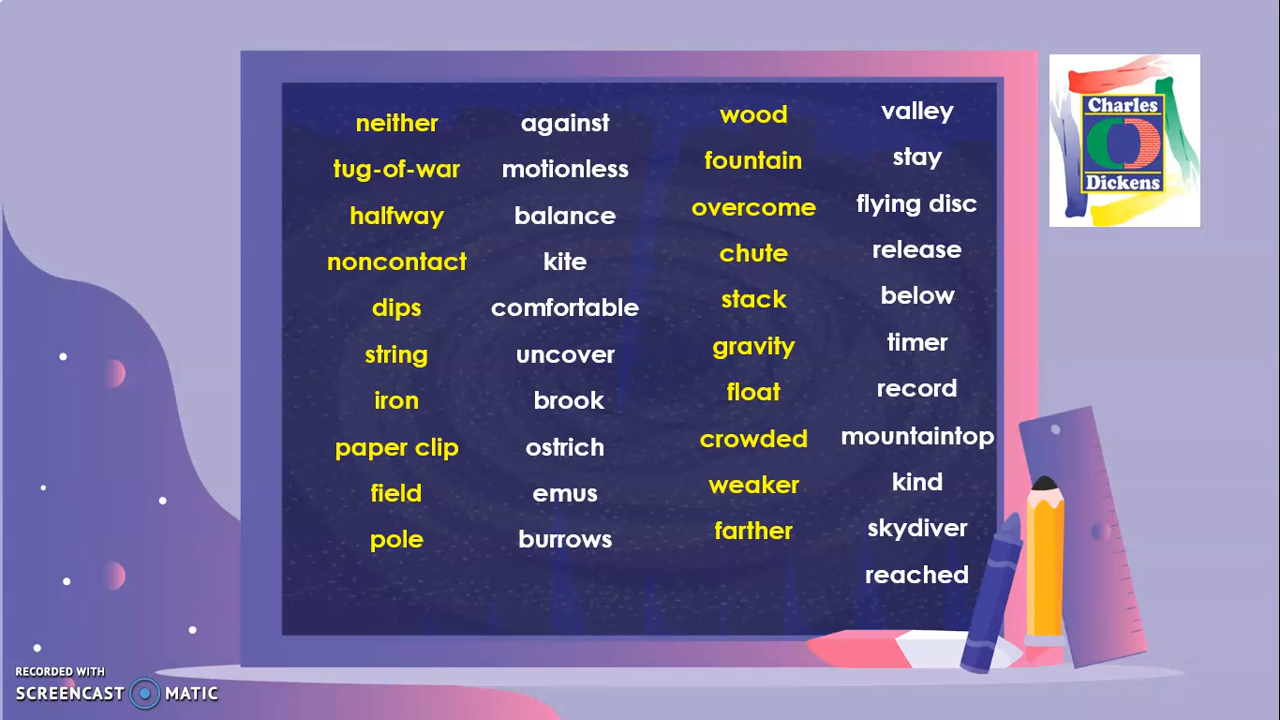 neither
tug-of-war
halfway
noncontact
dips
string
iron
paper clip
field
pole
against
motionless
balance
kite
comfortable
uncover
brook
ostrich
emus
burrows
wood
fountain
overcome
chute
stack
gravity
float
crowded
weaker
farther
valley
stay
flying disc
release
below
timer
record
mountaintop
kind
skydiver
reached
Charles
Dickens
RECORDED WITH
SCREENCAST MATIC